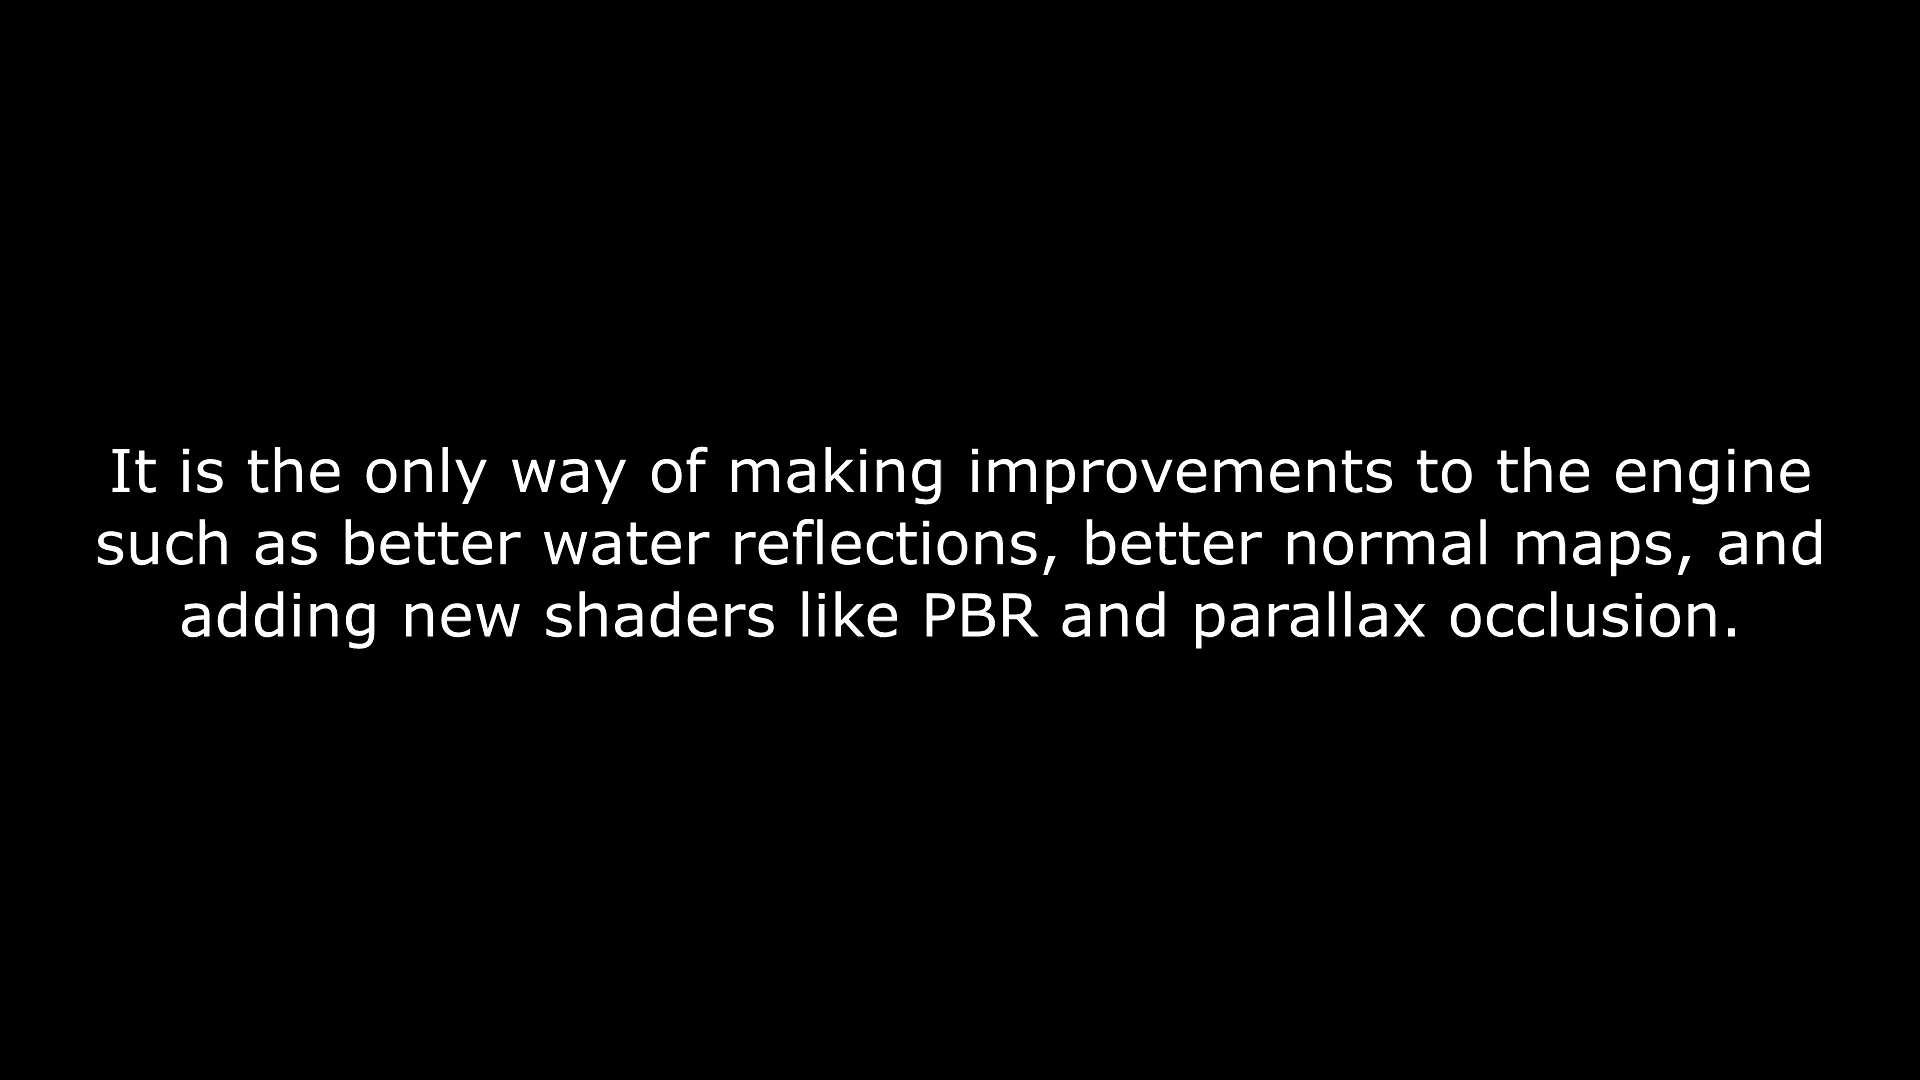 It is the only way of making improvements to the engine
such as better water reflections, better normal maps, and
adding new shaders like PBR and parallax occlusion.